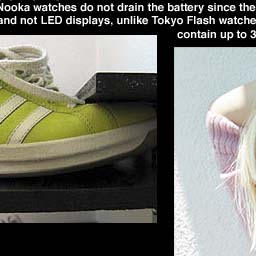 Nooka watches do not drain the battery since the
and not LED displays, unlike Tokyo Flash watche
contain up to 3